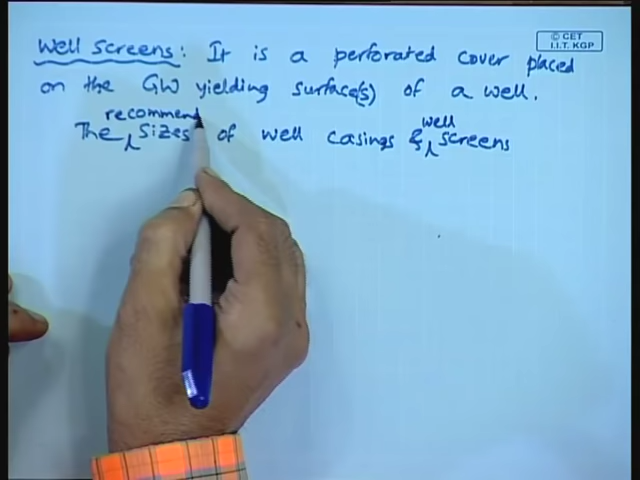 © CET
I.I.T. KGP
Well Screens: It is a perforated cover placed
on the GW yielding surface(s) of a well.
recommend well
The sizes of well casings & screens